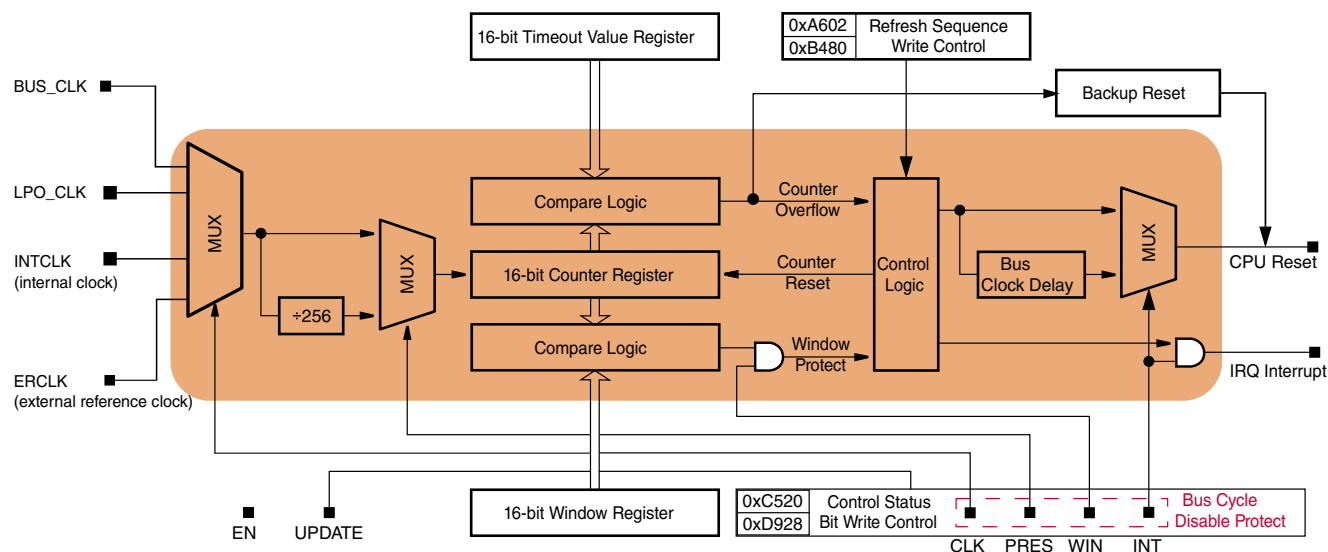 16-bit Timeout Value Register
0xA602
0xB480
Refresh Sequence
Write Control
BUS_CLK
Backup Reset
LPO_CLK
MUX
Compare Logic
Counter
Overflow
INTCLK
(internal clock)
MUX
16-bit Counter Register
Counter
Reset
Control
Logic
Bus
Clock Delay
MUX
CPU Reset
÷256
Compare Logic
Window
Protect
IRQ Interrupt
ERCLK
(external reference clock)
EN
UPDATE
16-bit Window Register
0xC520
0xD928
Control Status
Bit Write Control
Bus Cycle
Disable Protect
CLK
PRES
WIN
INT